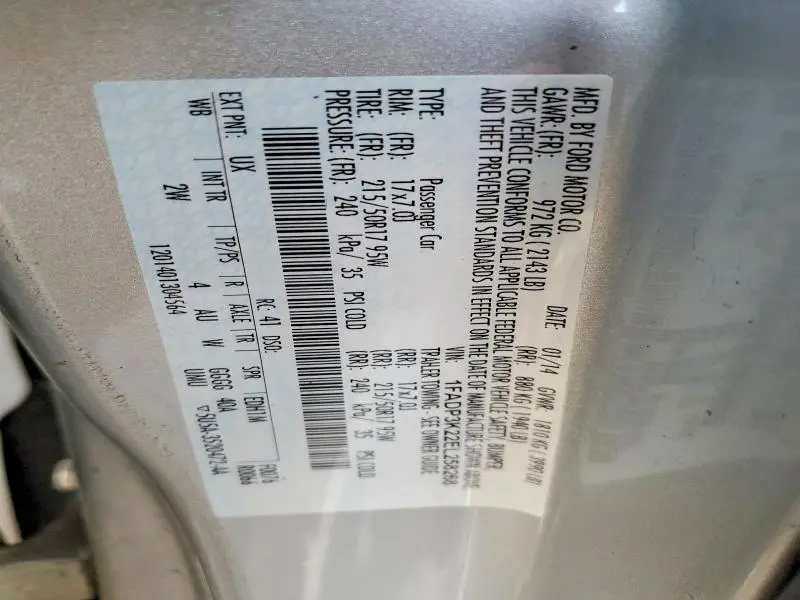 MFD. BY FORD MOTOR CO.
DATE: 01/14 GVWR: 1810 KG (3990 LB)
GAWR: (FR): 972 KG (2143 LB) (RR): 880 KG (1940 LB)
THIS VEHICLE CONFORMS TO ALL APPLICABLE FEDERAL MOTOR VEHICLE SAFETY, BUMPER,
AND THEFT PREVENTION STANDARDS IN EFFECT ON THE DATE OF MANUFACTURE SHOWN ABOVE.
VIN: 1FADP3K22EL258288
TYPE: Passenger Car TRAILER TOWING - SEE OWNER GUIDE
RIM: (FR): 17x7.0J (RR): 17x7.0J
TIRE: (FR): 215/50R17 95W (RR): 215/50R17 95W
PRESSURE: (FR): 240 kPa/ 35 PSI COLD (RR): 240 kPa/ 35 PSI COLD
EXT PNT: UX RC: 41 DSO: F0076
WB INT TR TP/PS R AXLE TR SPR
2W 4 AU W GGGG 4DA
1201401304564 UMU